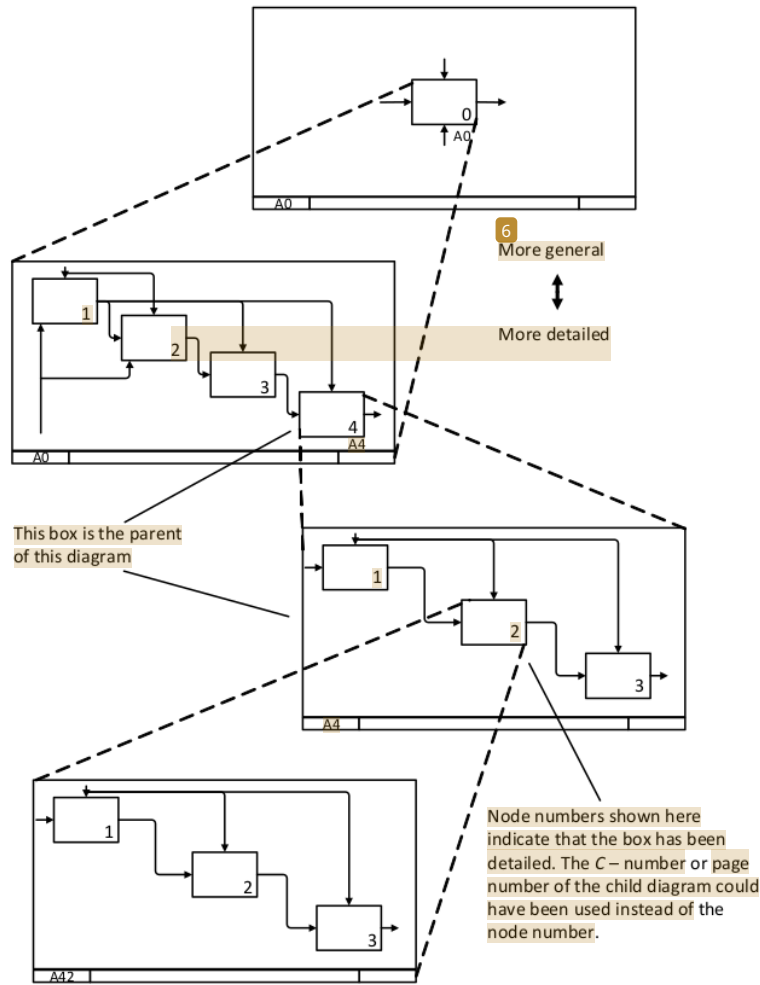 0
A0
A0
6
More general
More detailed
1
2
3
4
A4
A0
This box is the parent
of this diagram
1
2
3
A4
1
2
3
A42
Node numbers shown here
indicate that the box has been
detailed. The C – number or page
number of the child diagram could
have been used instead of the
node number.